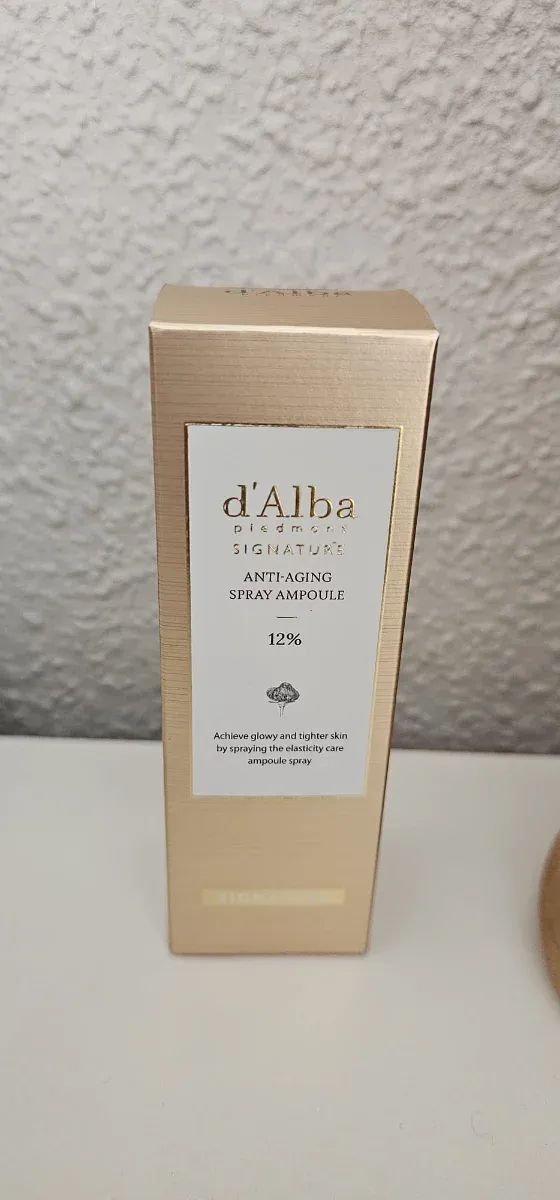 d'Alba
d'Alba
piedmont
SIGNATURE
ANTI-AGING
SPRAY AMPOULE
12%
Achieve glowy and tighter skin
by spraying the elasticity care
ampoule spray